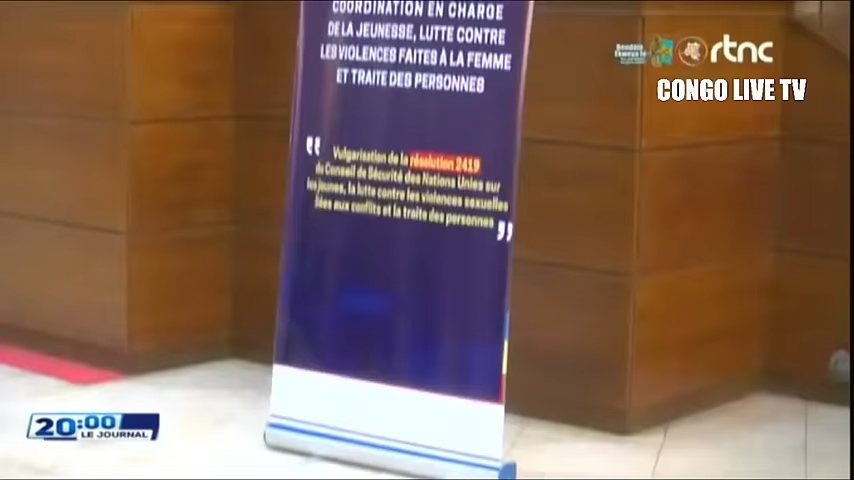 COORDINATION EN CHARGE
DE LA JEUNESSE, LUTTE CONTRE
LES VIOLENCES FAITES À LA FEMME
ET TRAITE DES PERSONNES
“ Vulgarisation de la résolution 2419
du Conseil de Sécurité des Nations Unies sur
les jeunes, la lutte contre les violences sexuelles
liées aux conflits et la traite des personnes ”
rtnc
CONGO LIVE TV
20:00
LE JOURNAL